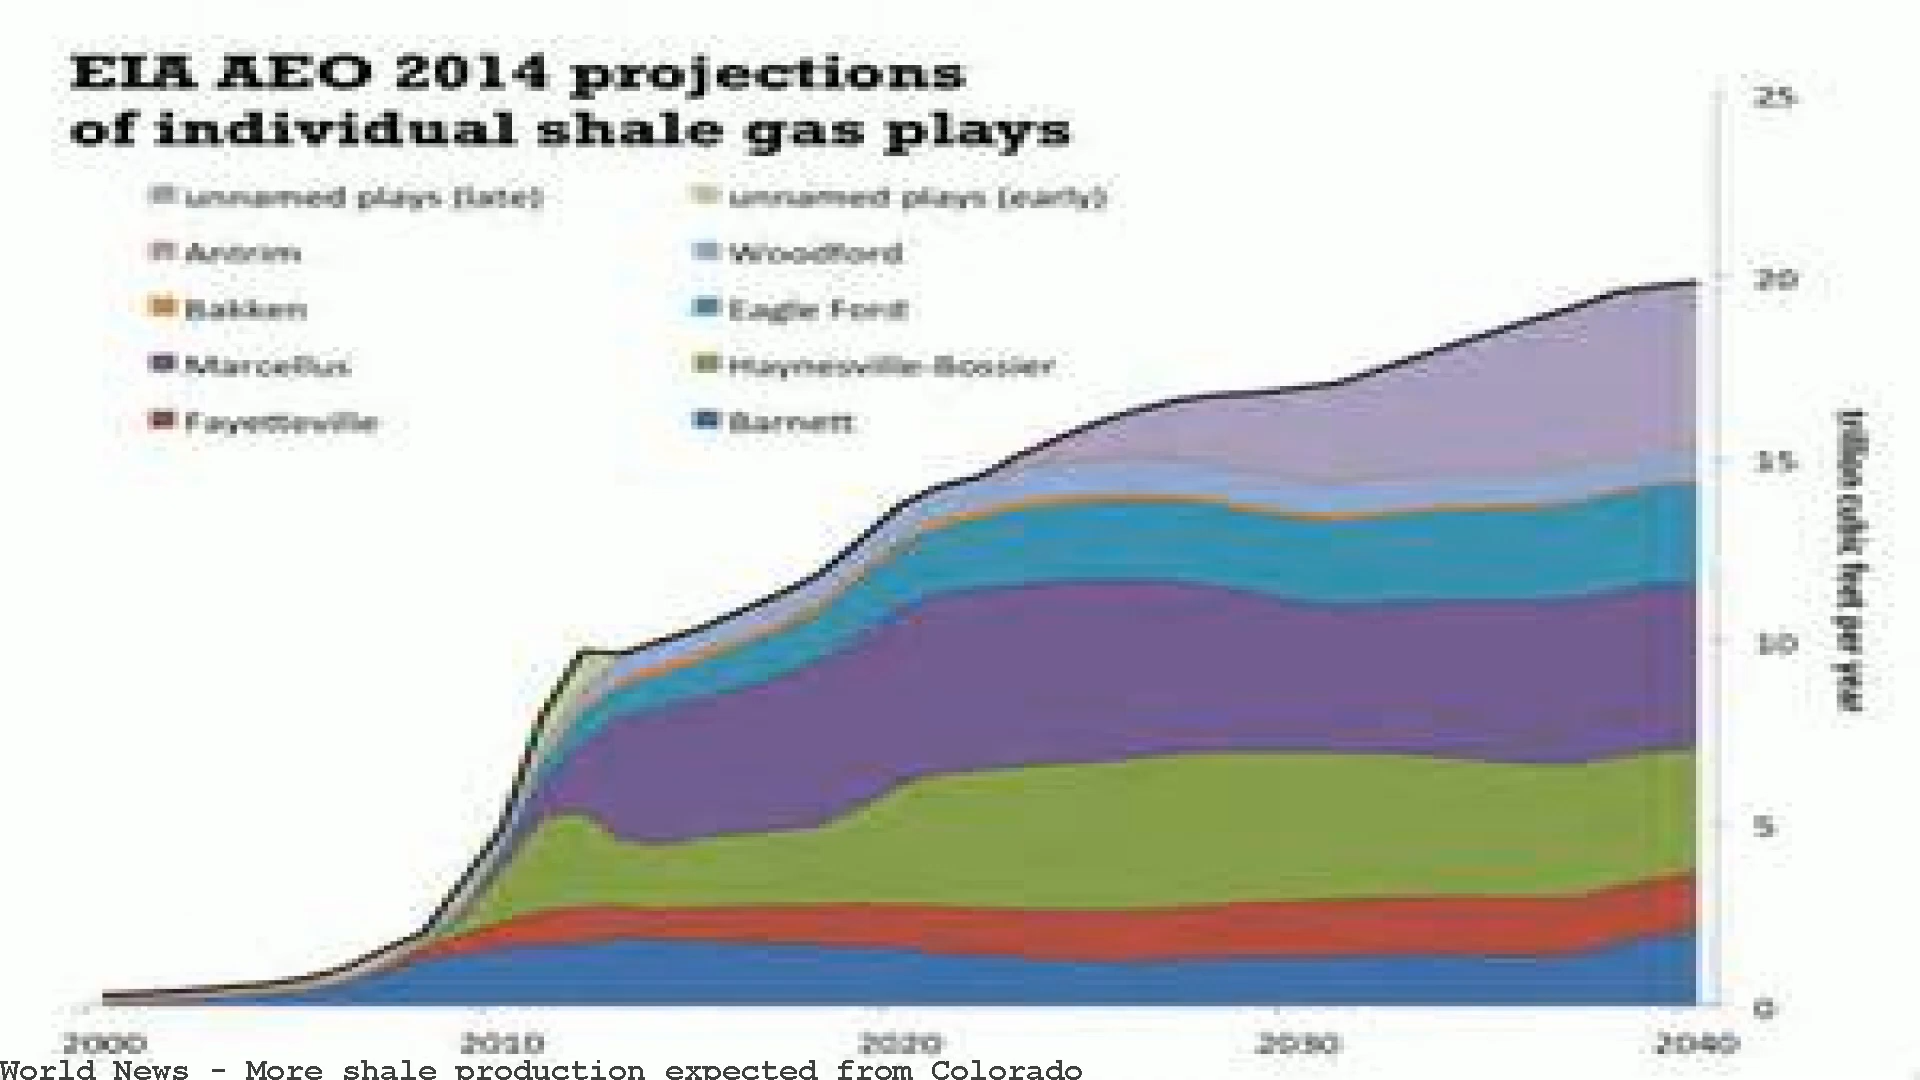 EIA AEO 2014 projections
of individual shale gas plays
unnamed plays (late)
unnamed plays (early)
Antrim
Woodford
Bakken
Eagle Ford
Marcellus
Haynesville-Bossier
Fayetteville
Barnett
25
20
15
10
5
0
trillion cubic feet per year
2000
2010
2020
2030
2040
World News - More shale production expected from Colorado